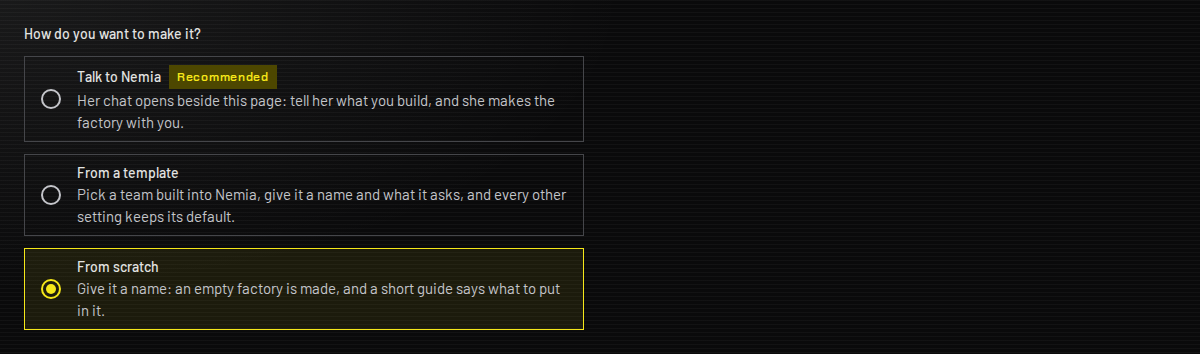 How do you want to make it?
Talk to Nemia Recommended
Her chat opens beside this page: tell her what you build, and she makes the
factory with you.
From a template
Pick a team built into Nemia, give it a name and what it asks, and every other
setting keeps its default.
From scratch
Give it a name: an empty factory is made, and a short guide says what to put
in it.